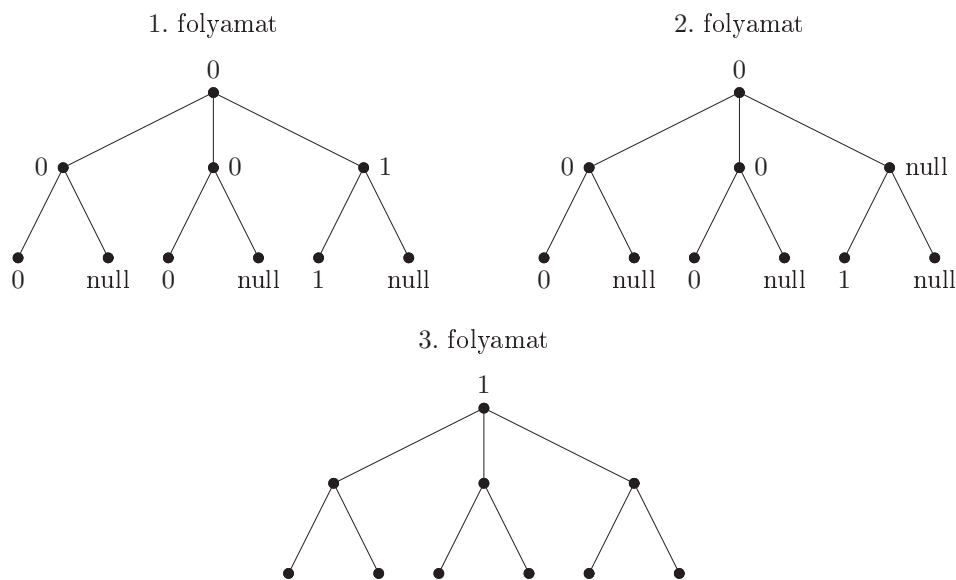 1. folyamat
0
0 0 1
0 null 0 null 1 null
2. folyamat
0
0 0 null
0 null 0 null 1 null
3. folyamat
1